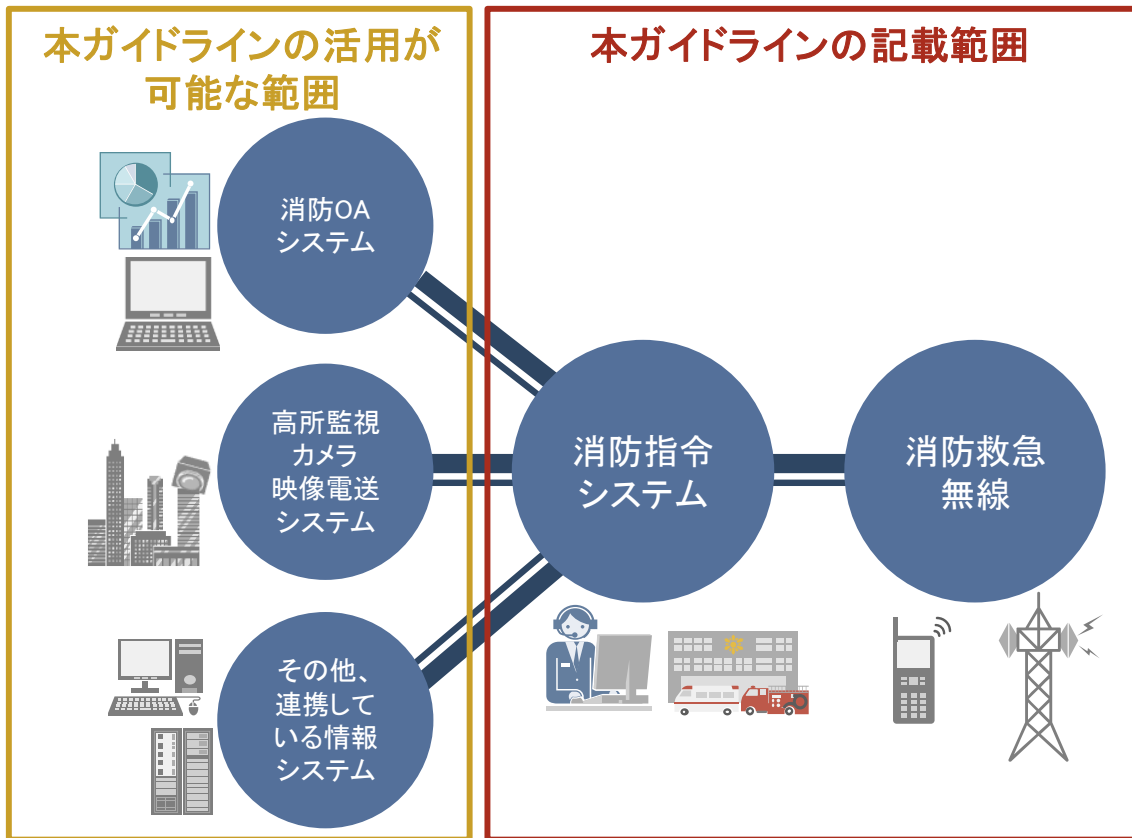 本ガイドラインの活用が
可能な範囲
本ガイドラインの記載範囲
消防OA
システム
高所監視
カメラ
映像電送
システム
その他、
連携して
いる情報
システム
消防指令
システム
消防救急
無線